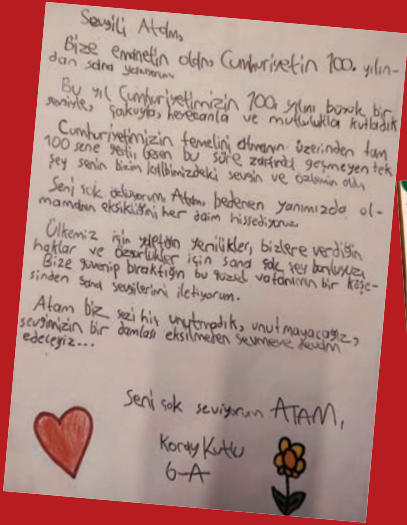 Sevgili Atam,
Bize emanetin olan Cumhuriyetin 100. yılın-
dan sana yazıyorum
Bu yıl Cumhuriyetimizin 100. yılını büyük bir
sevinçle, coşkuyla, heyecanla ve mutlulukla kutladık
Cumhuriyetimizin temelini atmanın üzerinden tam
100 sene geçti. Geçen bu süre zarfında geçmeyen tek
şey senin bizim kalbimizdeki sevgin ve özlemin oldu
Seni çok özlüyorum Atam, bedenen yanımızda ol-
mamanın eksikliğini her daim hissediyoruz
Ülkemiz için yaptığın yenilikler, bizlere verdiğin
haklar ve özgürlükler için sana çok şey borçluyuz
Bize güvenip bıraktığın bu güzel vatanının bir köşe-
sinden sana sevgilerimi iletiyorum.
Atam biz sizi hiç unutmadık, unutmayacağız,
sevgimizin bir damlası eksilmeden sevmeye devam
edeceğiz...
Seni çok seviyorum ATAM,
Koray Kutlu
6-A